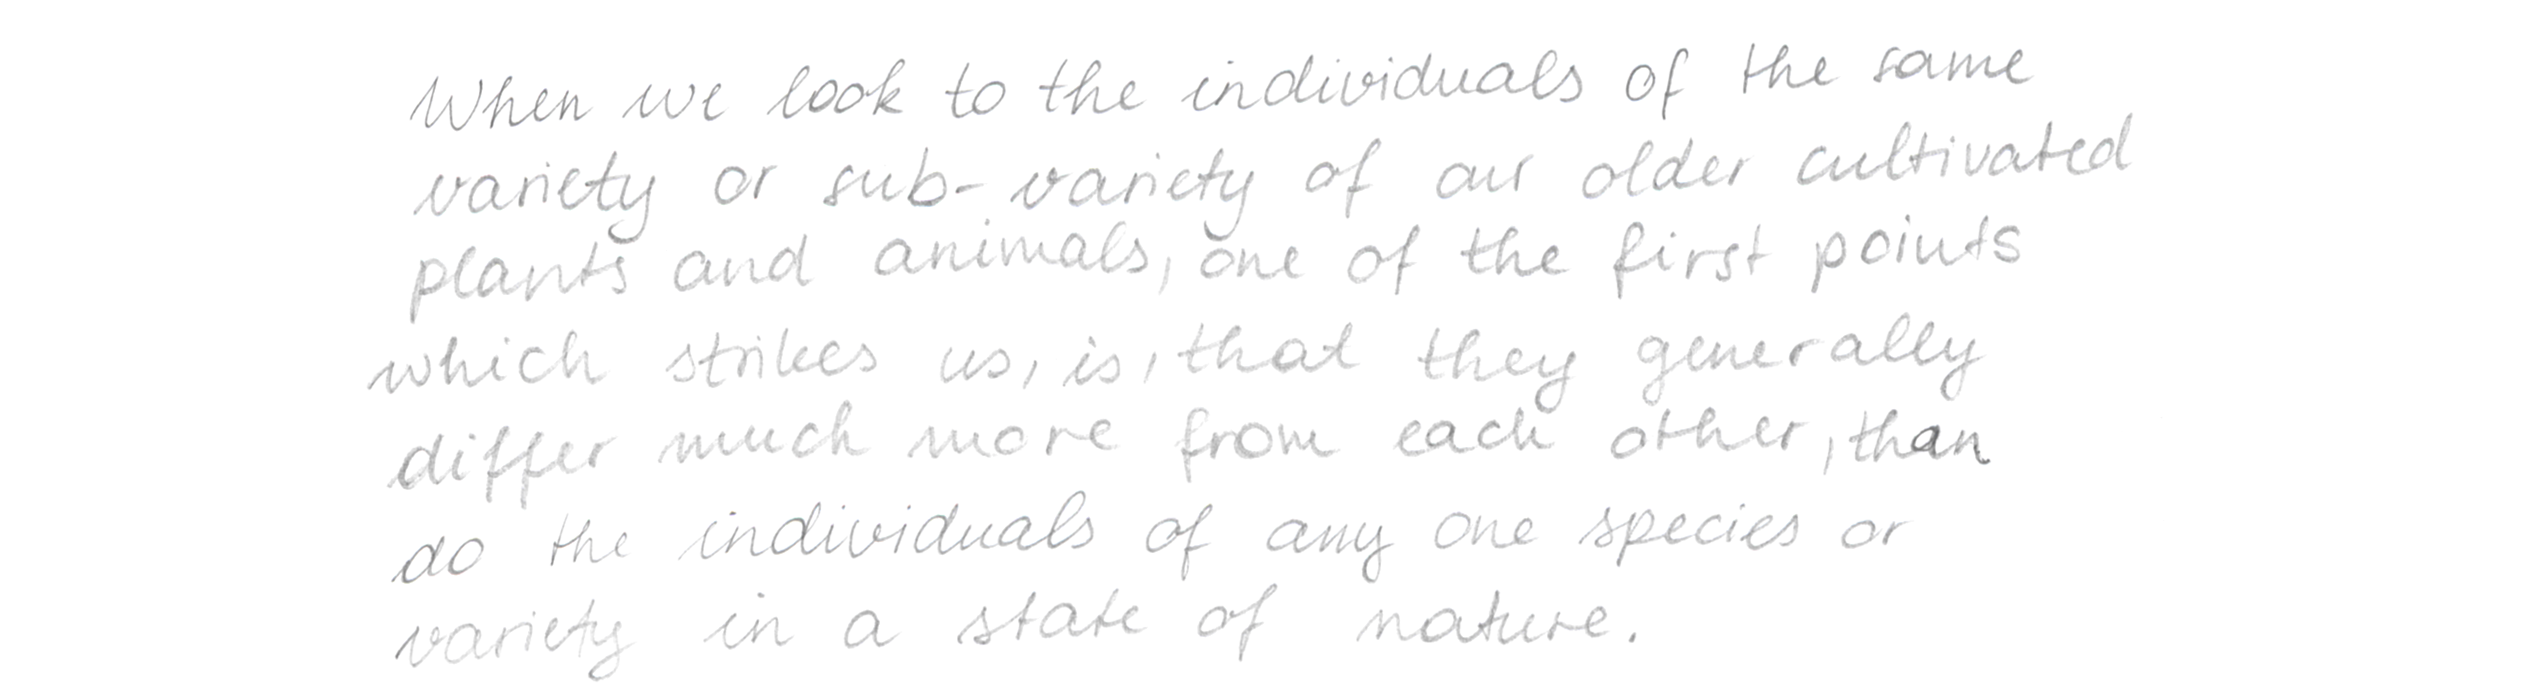 When we look to the individuals of the same
variety or sub-variety of our older cultivated
plants and animals, one of the first points
which strikes us, is, that they generally
differ much more from each other, than
do the individuals of any one species or
variety in a state of nature.